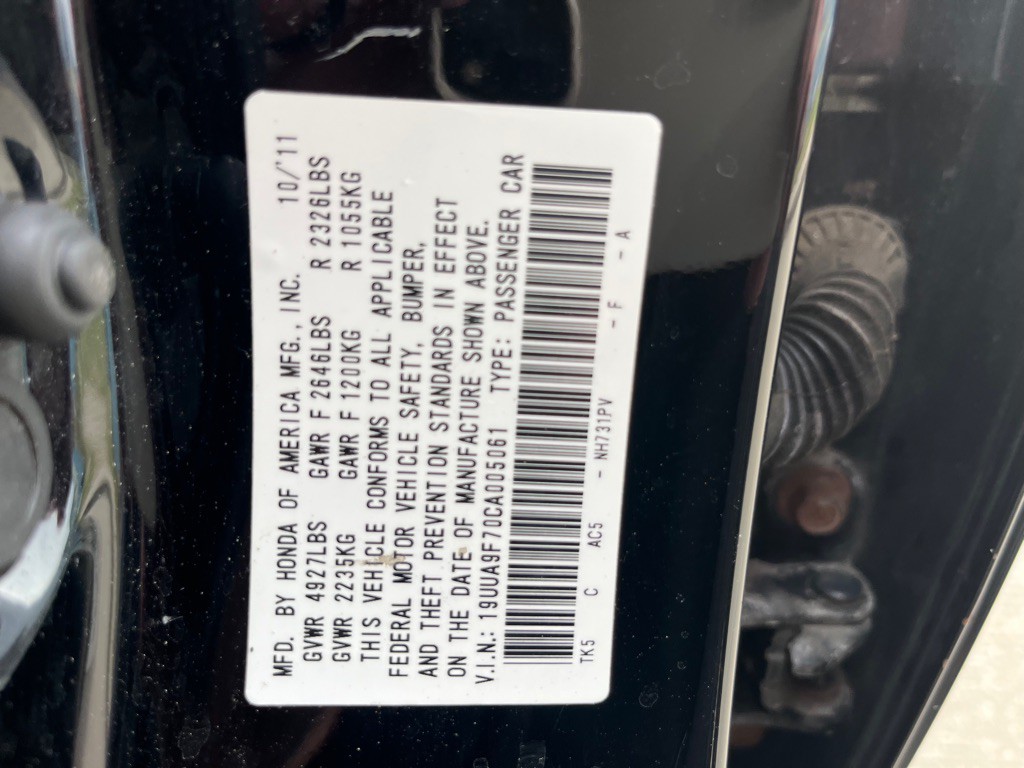 MFD. BY HONDA OF AMERICA MFG., INC. 10/'11
GVWR 4927LBS GAWR F 2646LBS R 2326LBS
GVWR 2235KG GAWR F 1200KG R 1055KG
THIS VEHICLE CONFORMS TO ALL APPLICABLE
FEDERAL MOTOR VEHICLE SAFETY, BUMPER,
AND THEFT PREVENTION STANDARDS IN EFFECT
ON THE DATE OF MANUFACTURE SHOWN ABOVE.
V.I.N.: 19UUA9F70CA005061 TYPE: PASSENGER CAR
TK5 C AC5 - NH731PV - F - A